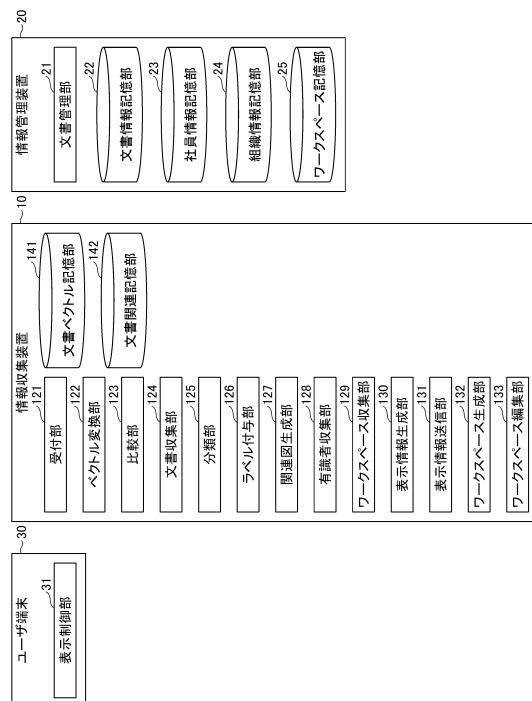 30
ユーザ端末
31
表示制御部
10
情報収集装置
121
受付部
122
ベクトル変換部
123
比較部
124
文書収集部
125
分類部
126
ラベル付与部
127
関連図生成部
128
有識者収集部
129
ワークスペース収集部
130
表示情報生成部
131
表示情報送信部
132
ワークスペース生成部
133
ワークスペース編集部
141
文書ベクトル記憶部
142
文書関連記憶部
20
情報管理装置
21
文書管理部
22
文書情報記憶部
23
社員情報記憶部
24
組織情報記憶部
25
ワークスペース記憶部